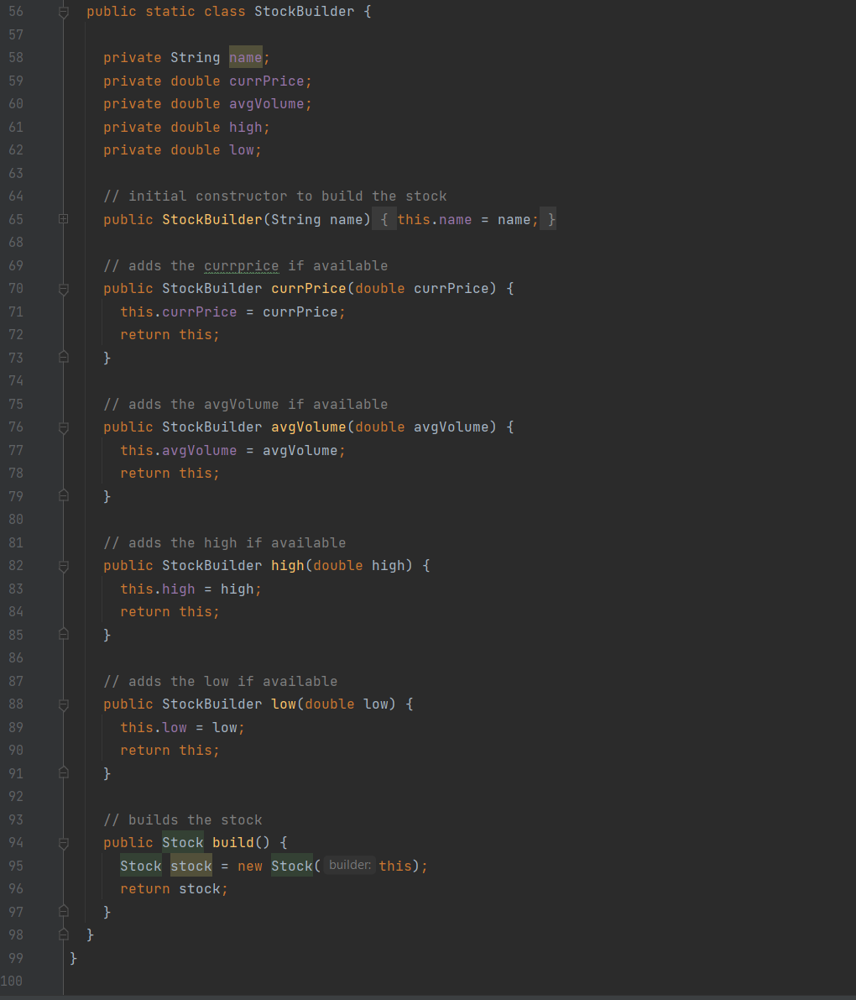 56 public static class StockBuilder {
57
58 private String name;
59 private double currPrice;
60 private double avgVolume;
61 private double high;
62 private double low;
63
64 // initial constructor to build the stock
65 public StockBuilder(String name) { this.name = name; }
68
69 // adds the currprice if available
70 public StockBuilder currPrice(double currPrice) {
71 this.currPrice = currPrice;
72 return this;
73 }
74
75 // adds the avgVolume if available
76 public StockBuilder avgVolume(double avgVolume) {
77 this.avgVolume = avgVolume;
78 return this;
79 }
80
81 // adds the high if available
82 public StockBuilder high(double high) {
83 this.high = high;
84 return this;
85 }
86
87 // adds the low if available
88 public StockBuilder low(double low) {
89 this.low = low;
90 return this;
91 }
92
93 // builds the stock
94 public Stock build() {
95 Stock stock = new Stock( builder: this);
96 return stock;
97 }
98 }
99 }
100